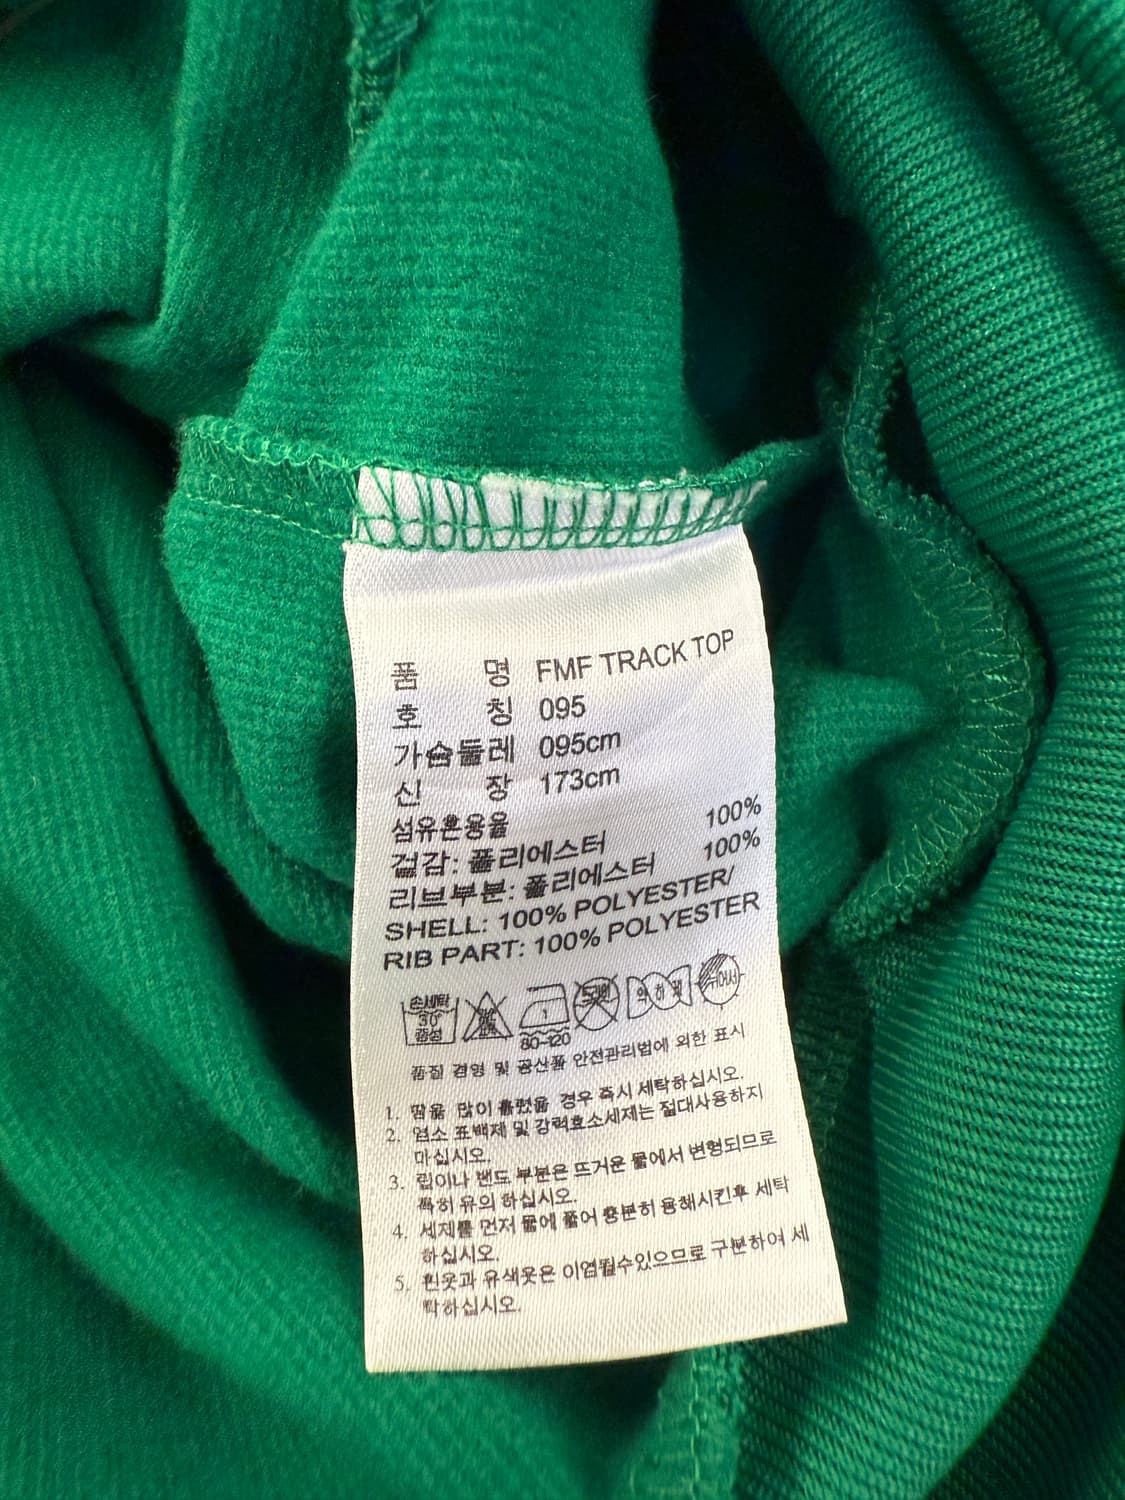 품 명 FMF TRACK TOP
호 칭 095
가슴둘레 095cm
신 장 173cm
섬유혼용율
겉감: 폴리에스터 100%
리브부분: 폴리에스터 100%
SHELL: 100% POLYESTER/
RIB PART: 100% POLYESTER
손세탁
30˚
중성
1
80~120
품질 경영 및 공산품 안전관리법에 의한 표시
1. 땀을 많이 흘렸을 경우 즉시 세탁하십시오.
2. 염소 표백제 및 강력효소세제는 절대사용하지
마십시오.
3. 립이나 밴드 부분은 뜨거운 물에서 변형되므로
특히 유의 하십시오.
4. 세제를 먼저 물에 풀어 충분히 용해시킨후 세탁
하십시오.
5. 흰옷과 유색옷은 이염될수있으므로 구분하여 세
탁하십시오.